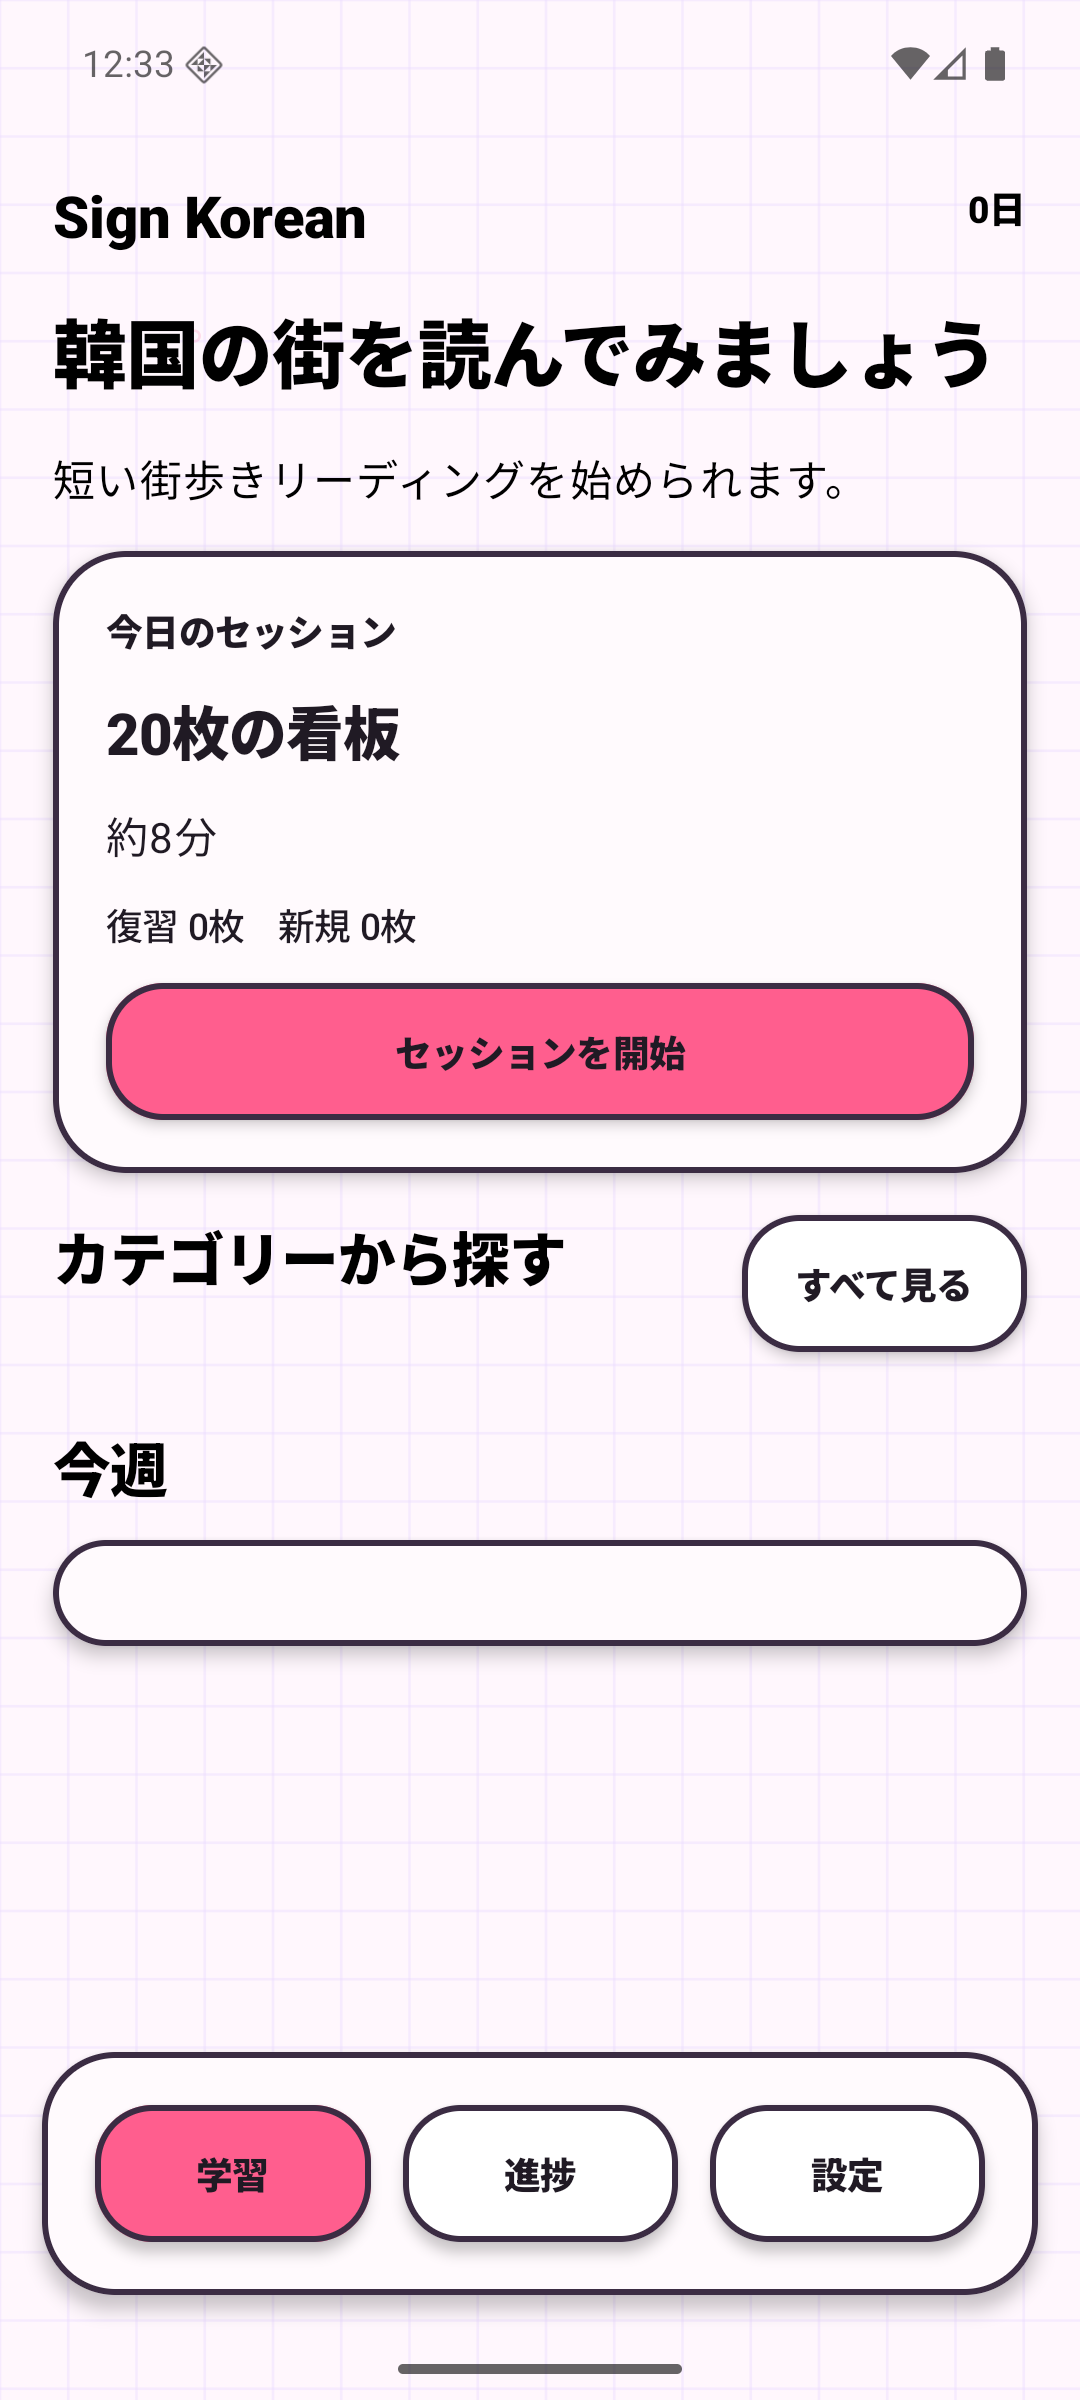 12:33
Sign Korean
0日
韓国の街を読んでみましょう
短い街歩きリーディングを始められます。
今日のセッション
20枚の看板
約8分
復習 0枚 新規 0枚
セッションを開始
カテゴリーから探す
すべて見る
今週
学習
進捗
設定